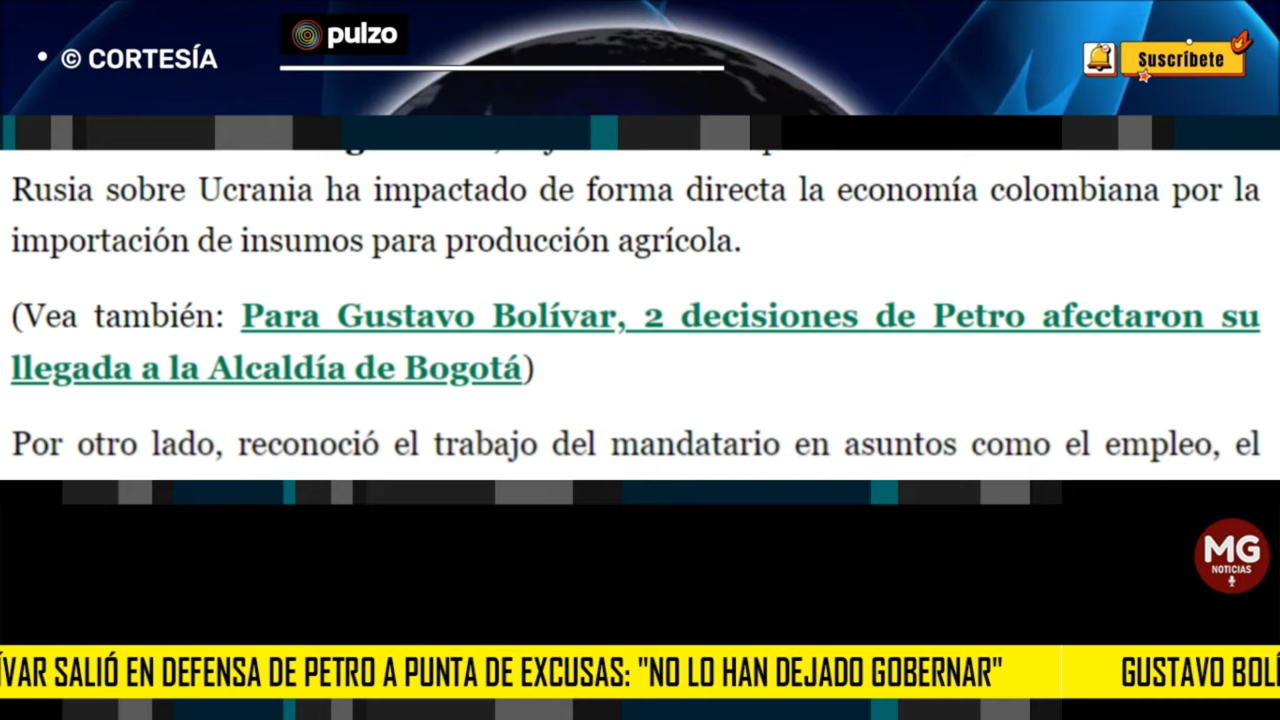 • © CORTESÍA
pulzo
Suscríbete
Rusia sobre Ucrania ha impactado de forma directa la economía colombiana por la
importación de insumos para producción agrícola.
(Vea también: Para Gustavo Bolívar, 2 decisiones de Petro afectaron su
llegada a la Alcaldía de Bogotá)
Por otro lado, reconoció el trabajo del mandatario en asuntos como el empleo, el
MG
NOTICIAS
ÍVAR SALIÓ EN DEFENSA DE PETRO A PUNTA DE EXCUSAS: "NO LO HAN DEJADO GOBERNAR" GUSTAVO BOLÍ